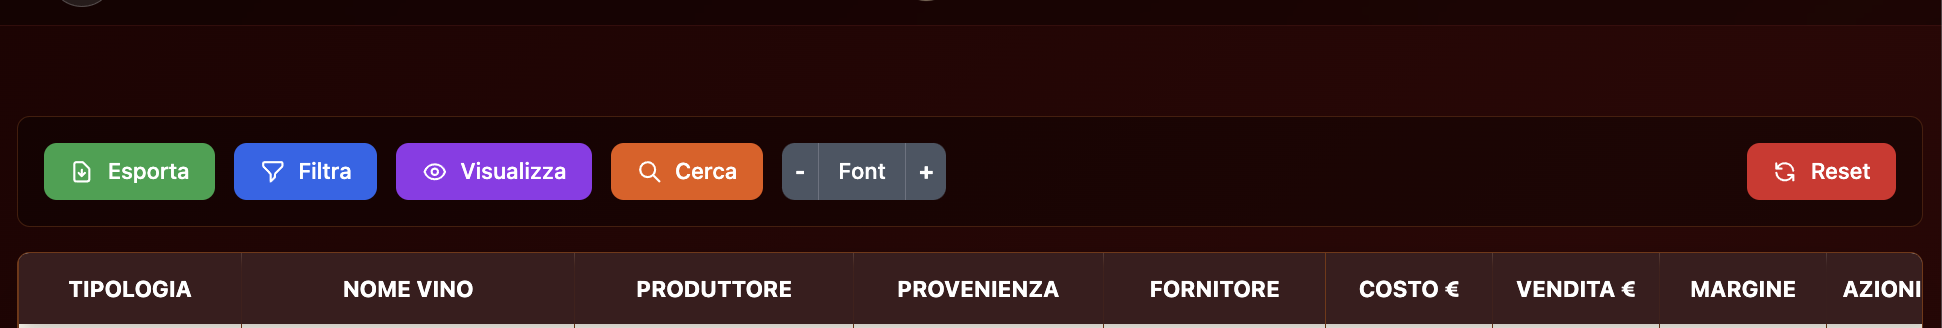 Esporta Filtra Visualizza Cerca - Font + Reset
TIPOLOGIA NOME VINO PRODUTTORE PROVENIENZA FORNITORE COSTO € VENDITA € MARGINE AZIONI